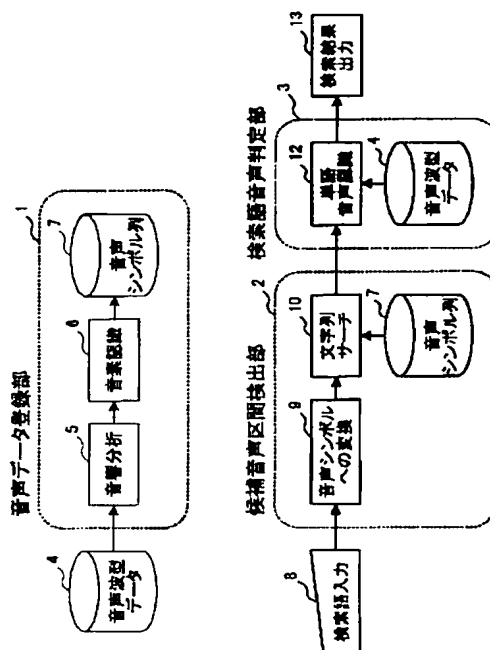 音声データ登録部
1
4
音声波型
データ
5
音響分析
6
音素認識
7
音声
シンボル列
候補音声区間検出部
2
8
検索語入力
9
音声シンボル
への変換
10
文字列
サーチ
7
音声
シンボル列
検索語音声判定部
3
12
単語
音声認識
4
音声波型
データ
13
検索結果
出力